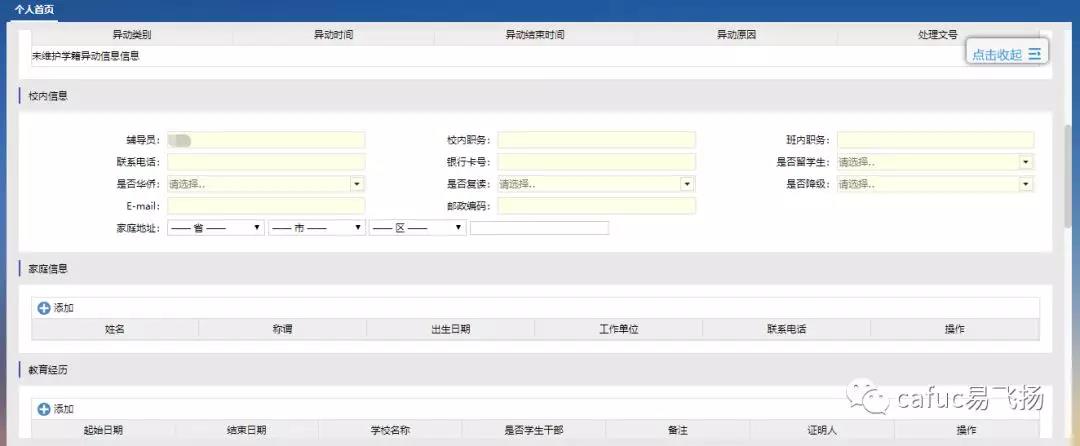 个人首页
异动类别 异动时间 异动结束时间 异动原因 处理文号
未维护学籍异动信息信息
点击收起
校内信息
辅导员： 校内职务： 班内职务：
联系电话： 银行卡号： 是否留学生： 请选择..
是否华侨： 请选择.. 是否复读： 请选择.. 是否降级： 请选择..
E-mail： 邮政编码：
家庭地址： —— 省 —— —— 市 —— —— 区 ——
家庭信息
添加
姓名 称谓 出生日期 工作单位 联系电话 操作
教育经历
添加
起始日期 结束日期 学校名称 是否学生干部 备注 证明人 操作
cafuc易飞扬